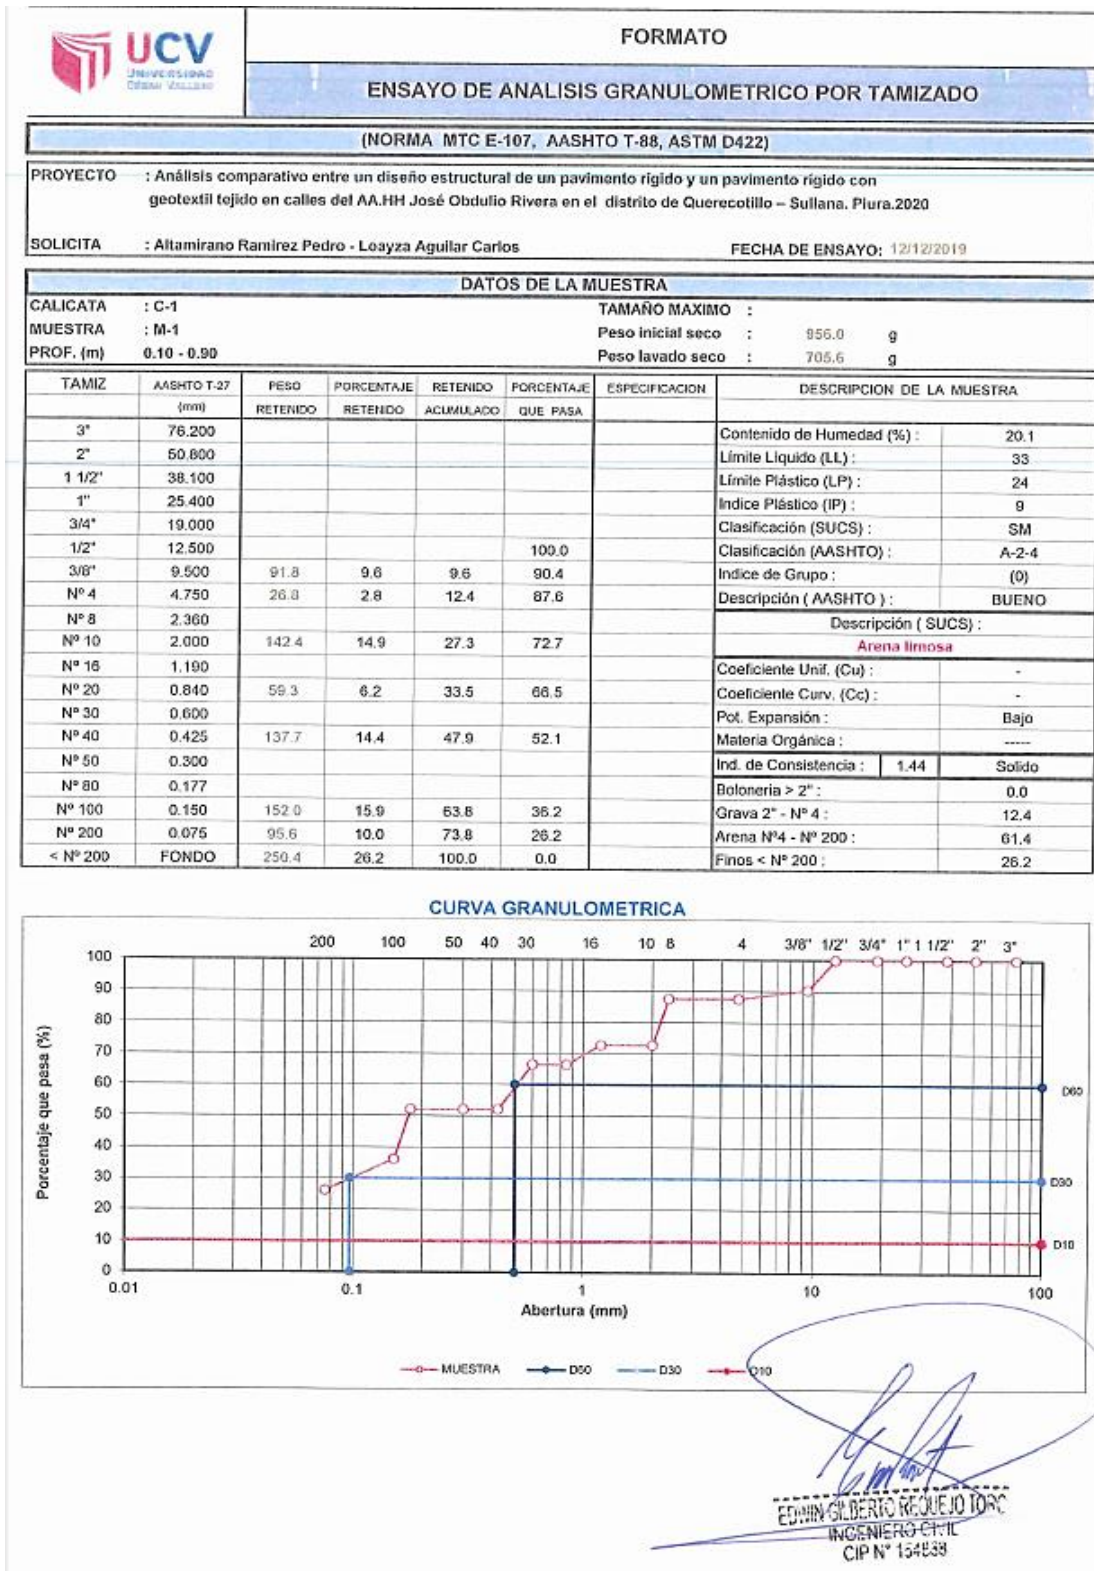 UCV
UNIVERSIDAD
CÉSAR VALLEJO
FORMATO
ENSAYO DE ANALISIS GRANULOMETRICO POR TAMIZADO
(NORMA MTC E-107, AASHTO T-88, ASTM D422)
PROYECTO : Análisis comparativo entre un diseño estructural de un pavimento rígido y un pavimento rígido con
geotextil tejido en calles del AA.HH José Obdulio Rivera en el distrito de Querecotillo – Sullana. Piura.2020
SOLICITA : Altamirano Ramirez Pedro - Loayza Aguilar Carlos FECHA DE ENSAYO: 12/12/2019
DATOS DE LA MUESTRA
CALICATA : C-1 TAMAÑO MAXIMO :
MUESTRA : M-1 Peso inicial seco : 956.0 g
PROF. (m) 0.10 - 0.90 Peso lavado seco : 705.6 g
TAMIZ AASHTO T-27 PESO PORCENTAJE RETENIDO PORCENTAJE ESPECIFICACION DESCRIPCION DE LA MUESTRA
(mm) RETENIDO RETENIDO ACUMULADO QUE PASA
3" 76.200 Contenido de Humedad (%) : 20.1
2" 50.800 Límite Líquido (LL) : 33
1 1/2" 38.100 Límite Plástico (LP) : 24
1" 25.400 Indice Plástico (IP) : 9
3/4" 19.000 Clasificación (SUCS) : SM
1/2" 12.500 100.0 Clasificación (AASHTO) : A-2-4
3/8" 9.500 91.8 9.6 9.6 90.4 Indice de Grupo : (0)
Nº 4 4.750 26.8 2.8 12.4 87.6 Descripción ( AASHTO ) : BUENO
Nº 8 2.360 Descripción ( SUCS) :
Nº 10 2.000 142.4 14.9 27.3 72.7 Arena limosa
Nº 16 1.190 Coeficiente Unif. (Cu) : -
Nº 20 0.840 59.3 6.2 33.5 66.5 Coeficiente Curv. (Cc) : -
Nº 30 0.600 Pot. Expansión : Bajo
Nº 40 0.425 137.7 14.4 47.9 52.1 Materia Orgánica : -----
Nº 50 0.300 Ind. de Consistencia : 1.44 Solido
Nº 80 0.177 Boloneria > 2" : 0.0
Nº 100 0.150 152.0 15.9 63.8 36.2 Grava 2" - Nº 4 : 12.4
Nº 200 0.075 95.6 10.0 73.8 26.2 Arena Nº4 - Nº 200 : 61.4
< Nº 200 FONDO 250.4 26.2 100.0 0.0 Finos < Nº 200 : 26.2
CURVA GRANULOMETRICA
200 100 50 40 30 16 10 8 4 3/8" 1/2" 3/4" 1" 1 1/2" 2" 3"
100
90
80
70
60
50
40
30
20
10
0
Porcentaje que pasa (%)
D60
D30
D10
0.01 0.1 1 10 100
Abertura (mm)
MUESTRA D60 D30 D10
EDWIN GILBERTO REQUEJO TORO
INGENIERO CIVIL
CIP N°